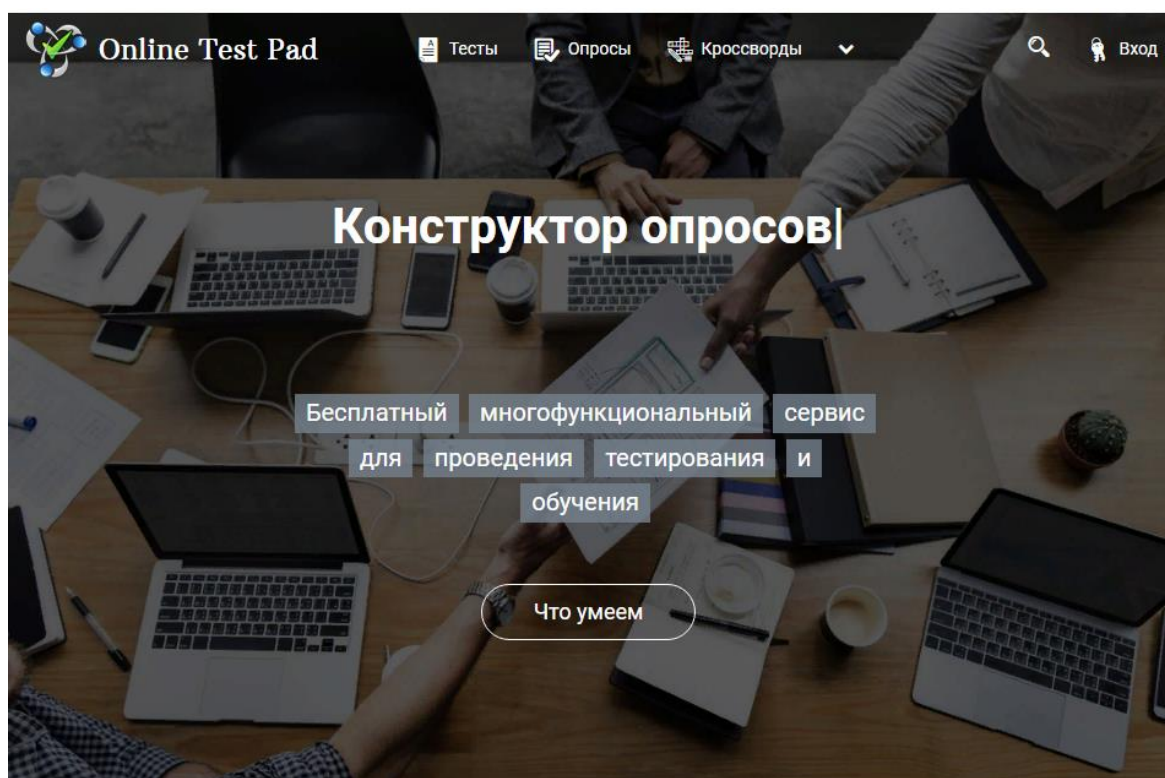 Online Test Pad Тесты Опросы Кроссворды Вход
Конструктор опросов|
Бесплатный многофункциональный сервис
для проведения тестирования и
обучения
Что умеем